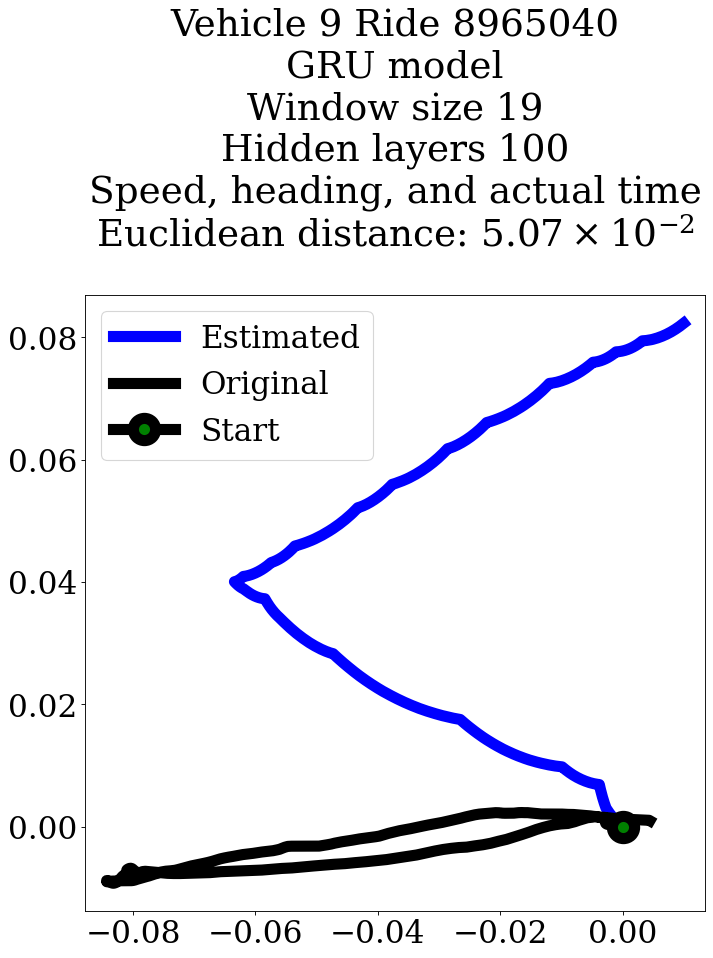 Vehicle 9 Ride 8965040
GRU model
Window size 19
Hidden layers 100
Speed, heading, and actual time
Euclidean distance: 5.07 × 10⁻²
Estimated
Original
Start
0.08
0.06
0.04
0.02
0.00
−0.08 −0.06 −0.04 −0.02 0.00